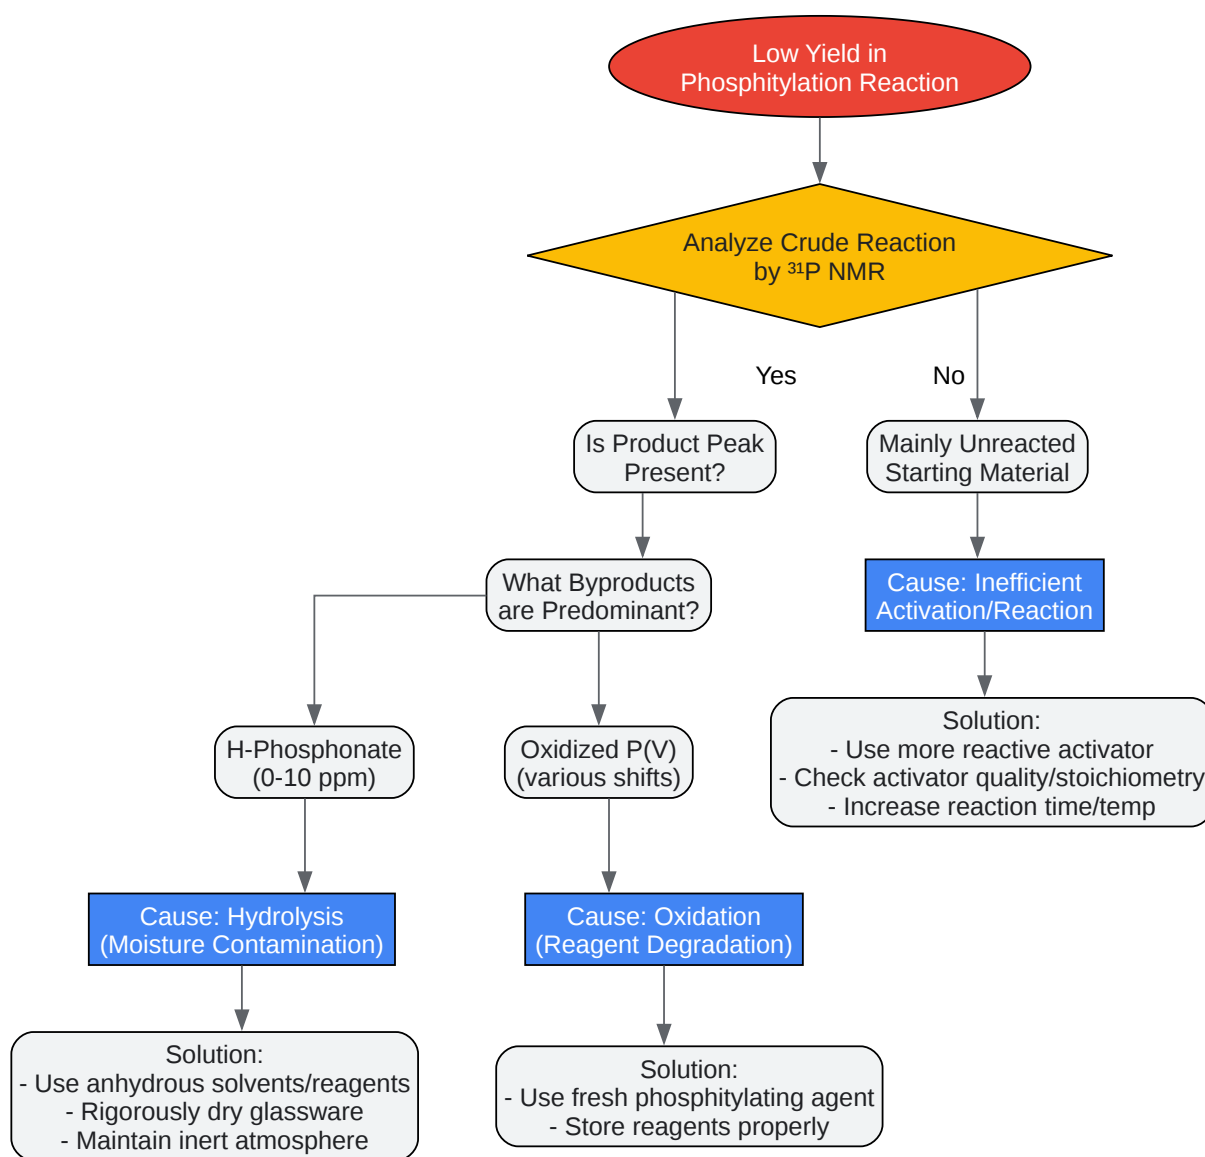 Low Yield in
Phosphitylation Reaction
Analyze Crude Reaction
by ³¹P NMR
Yes
No
Is Product Peak
Present?
Mainly Unreacted
Starting Material
What Byproducts
are Predominant?
Cause: Inefficient
Activation/Reaction
H-Phosphonate
(0-10 ppm)
Oxidized P(V)
(various shifts)
Solution:
- Use more reactive activator
- Check activator quality/stoichiometry
- Increase reaction time/temp
Cause: Hydrolysis
(Moisture Contamination)
Cause: Oxidation
(Reagent Degradation)
Solution:
- Use anhydrous solvents/reagents
- Rigorously dry glassware
- Maintain inert atmosphere
Solution:
- Use fresh phosphitylating agent
- Store reagents properly